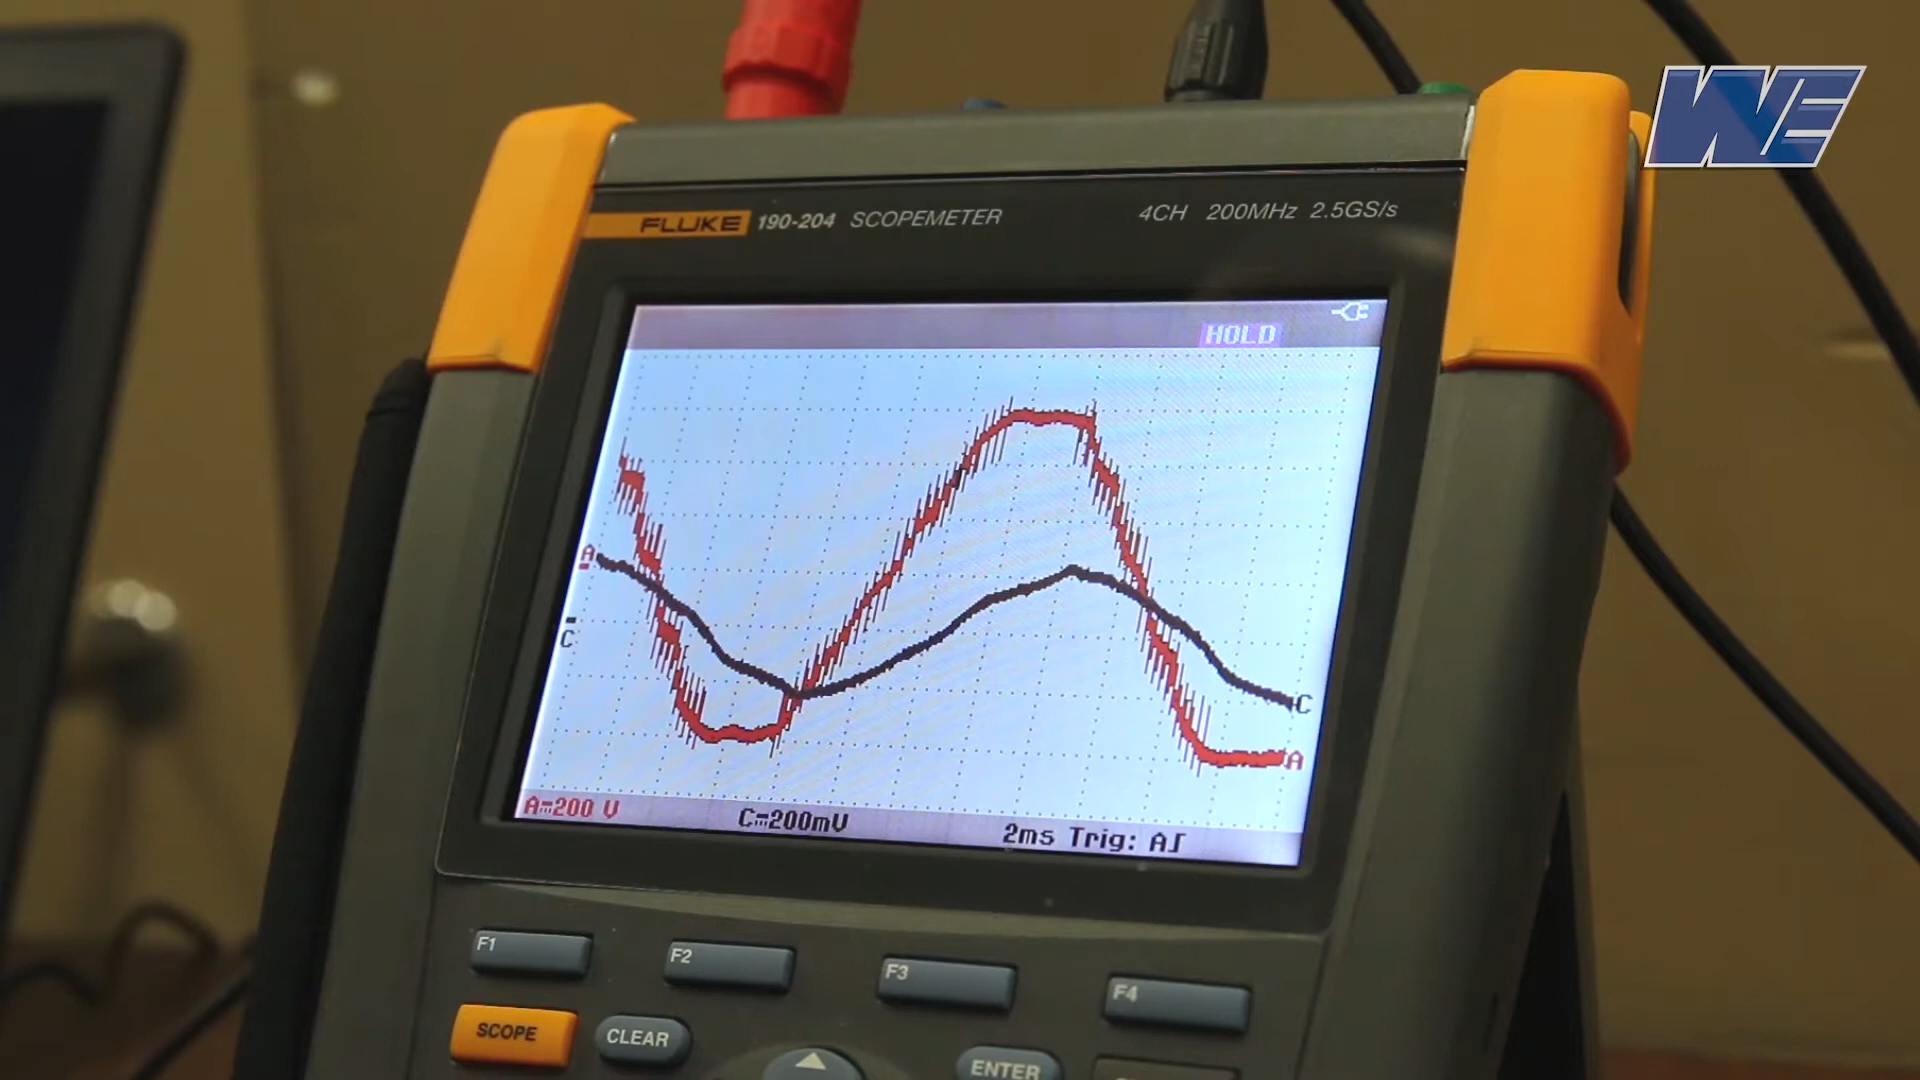 WE
FLUKE 190-204 SCOPEMETER 4CH 200MHz 2.5GS/s
HOLD
A
C
C
A
A=200 V C=200mV 2ms Trig: A
F1 F2 F3 F4
SCOPE CLEAR ENTER